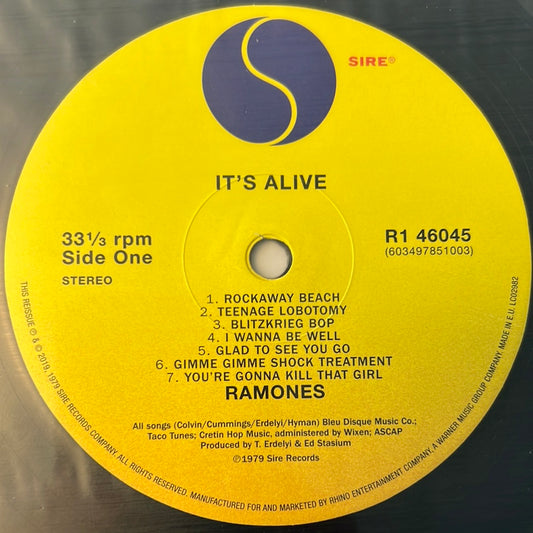 SIRE®
IT'S ALIVE
33⅓ rpm
Side One
STEREO
R1 46045
(603497851003)
1. ROCKAWAY BEACH
2. TEENAGE LOBOTOMY
3. BLITZKRIEG BOP
4. I WANNA BE WELL
5. GLAD TO SEE YOU GO
6. GIMME GIMME SHOCK TREATMENT
7. YOU'RE GONNA KILL THAT GIRL
RAMONES
All songs (Colvin/Cummings/Erdelyi/Hyman) Bleu Disque Music Co.;
Taco Tunes; Cretin Hop Music, administered by Wixen; ASCAP
Produced by T. Erdelyi & Ed Stasium
℗1979 Sire Records
THIS REISSUE ℗ & © 2019, 1979 SIRE RECORDS COMPANY. ALL RIGHTS RESERVED. MANUFACTURED FOR AND MARKETED BY RHINO ENTERTAINMENT COMPANY, A WARNER MUSIC GROUP COMPANY. MADE IN E.U. LC02982